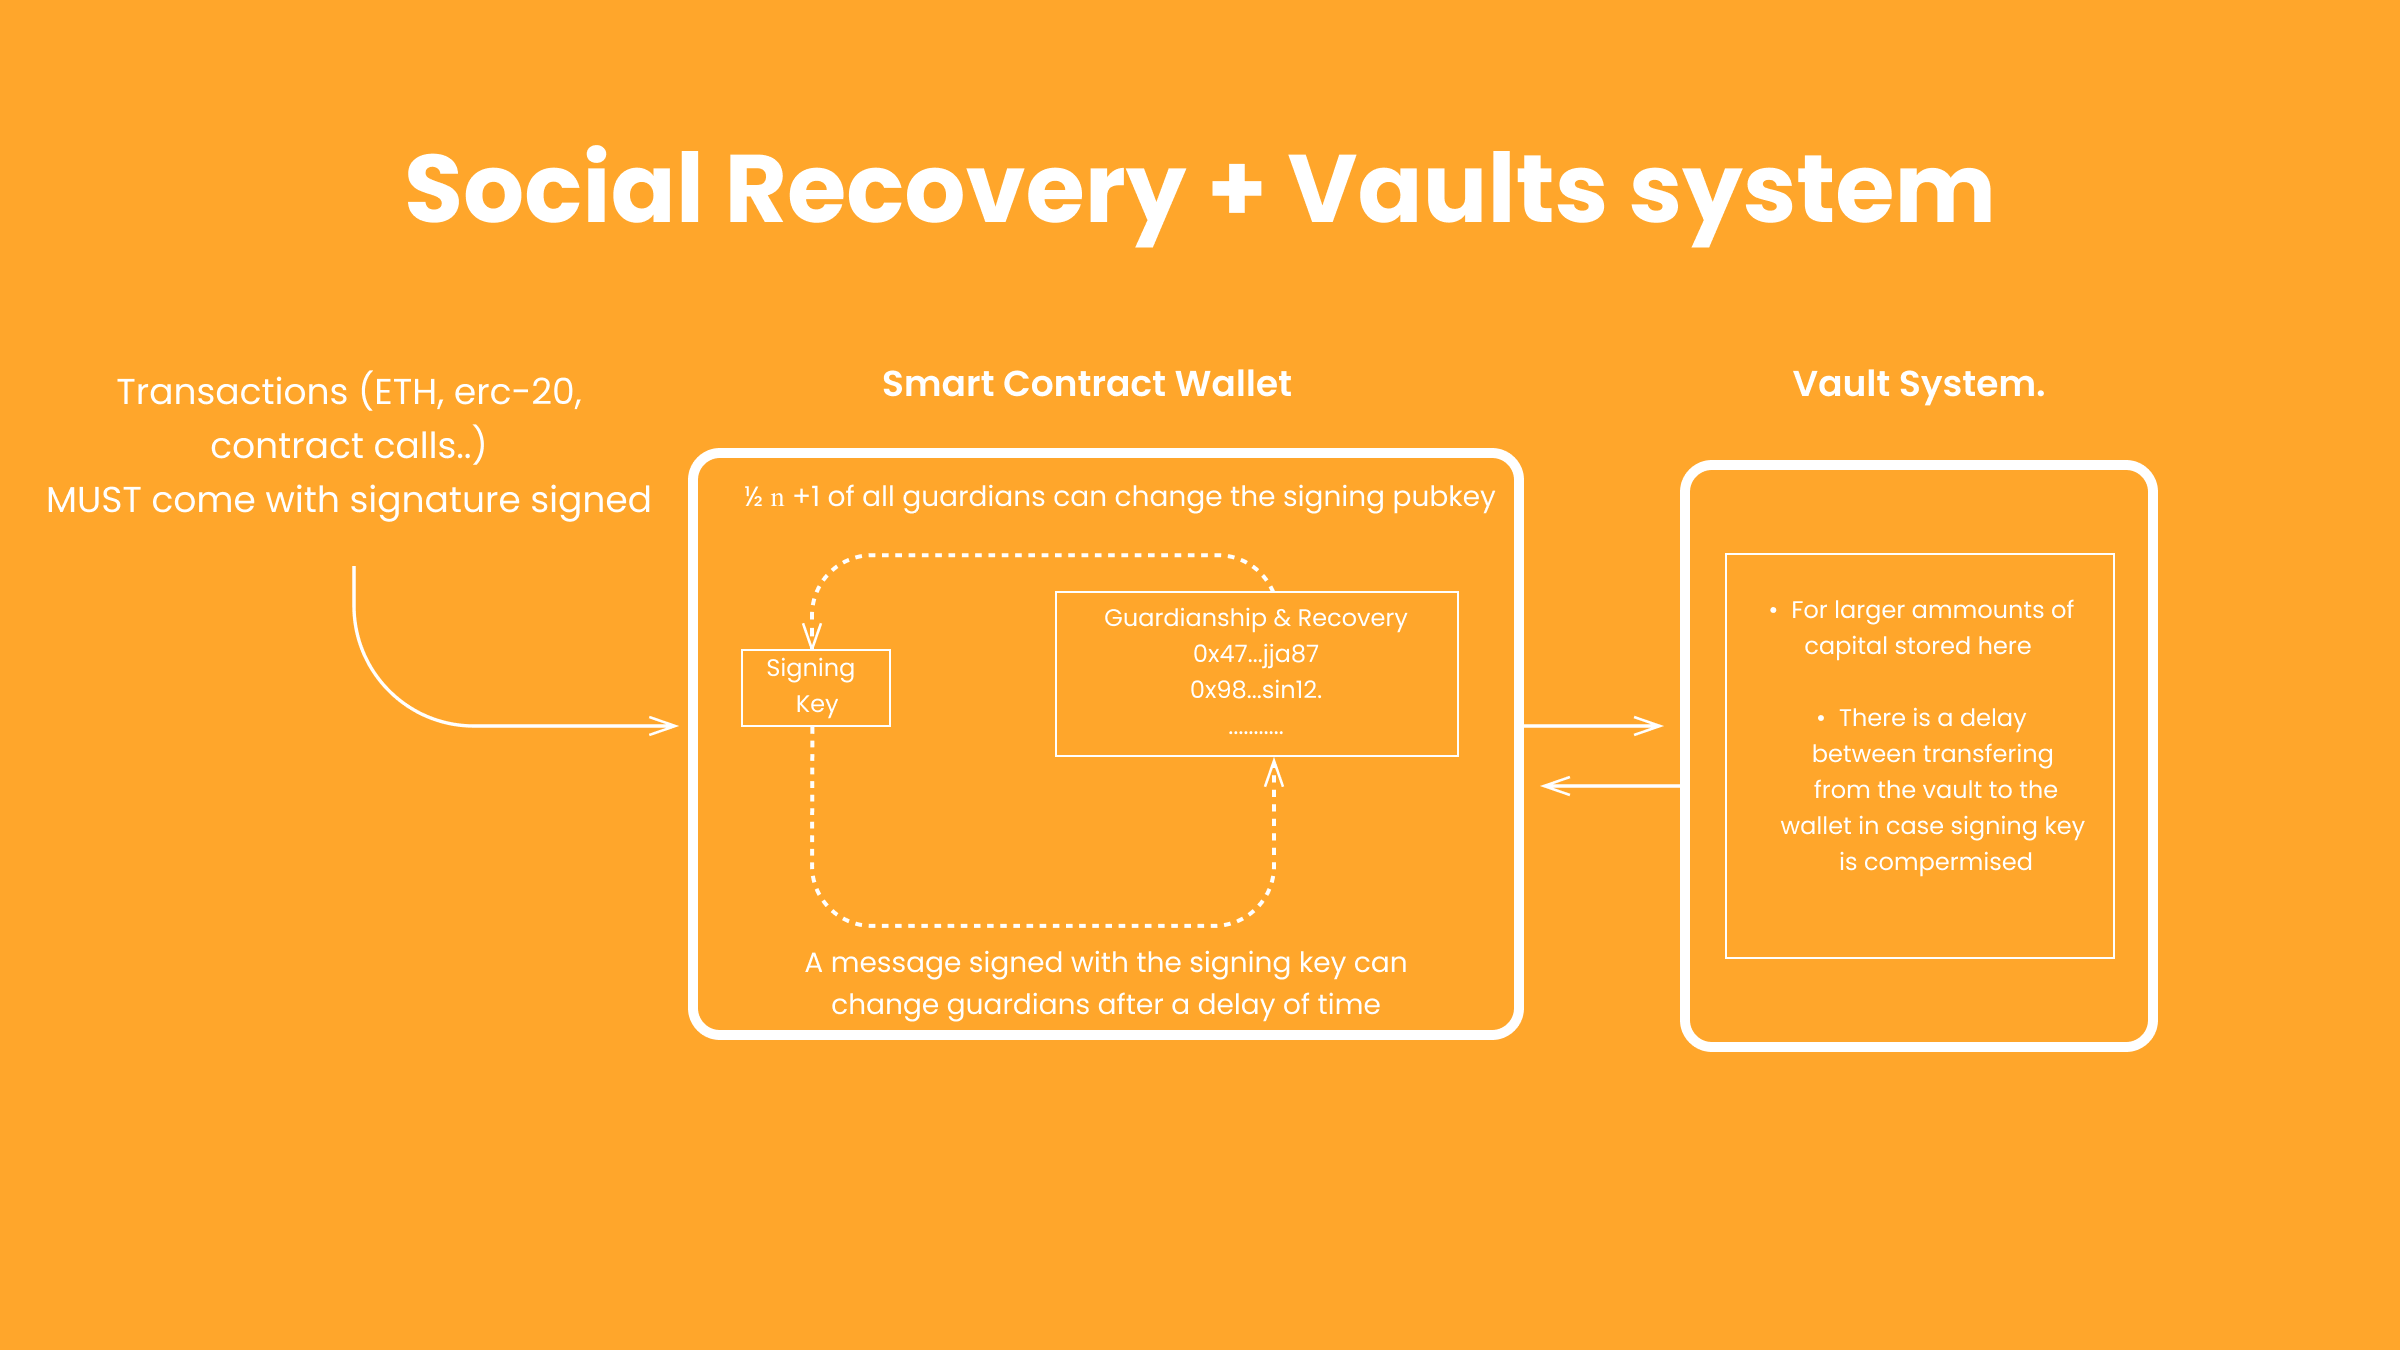 Social Recovery + Vaults system
Transactions (ETH, erc-20,
contract calls..)
MUST come with signature signed
Smart Contract Wallet
½ n +1 of all guardians can change the signing pubkey
Signing
Key
Guardianship & Recovery
0x47...jja87
0x98...sin12.
...........
A message signed with the signing key can
change guardians after a delay of time
Vault System.
• For larger ammounts of
capital stored here
• There is a delay
between transfering
from the vault to the
wallet in case signing key
is compermised